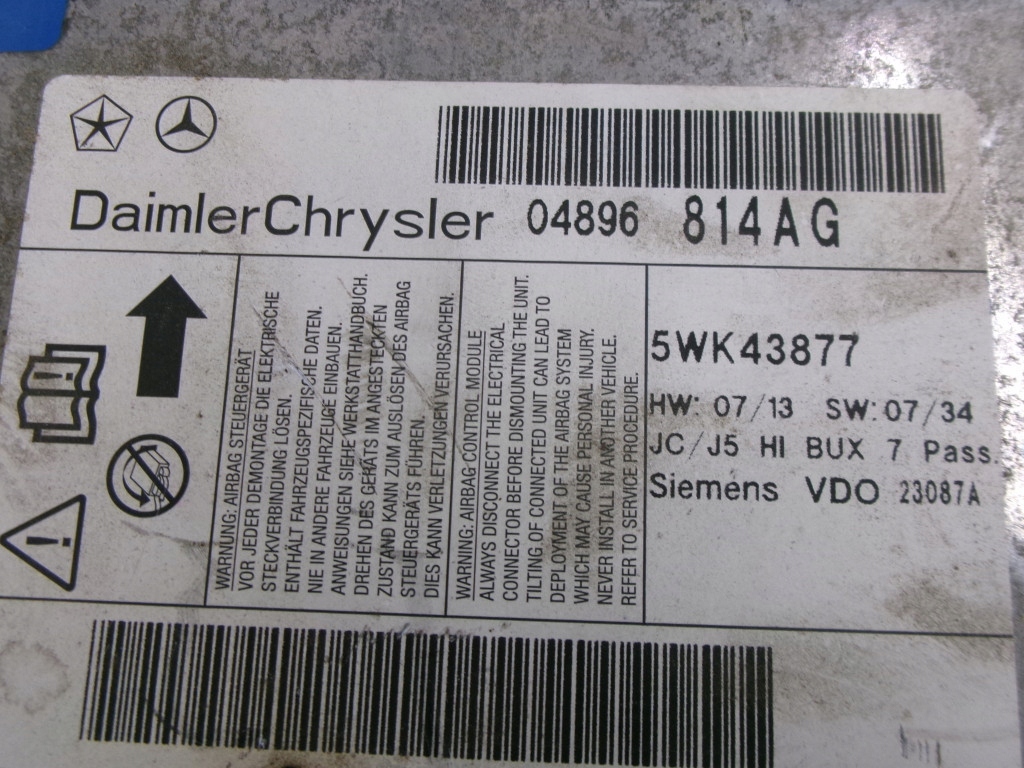 DaimlerChrysler 04896 814AG
WARNUNG: AIRBAG STEUERGERÄT
VOR JEDER DEMONTAGE DIE ELEKTRISCHE
STECKVERBINDUNG LÖSEN.
ENTHÄLT FAHRZEUGSPEZIFISCHE DATEN.
NIE IN ANDERE FAHRZEUGE EINBAUEN.
ANWEISUNGEN SIEHE WERKSTATTHANDBUCH.
DREHEN DES GERÄTS IM ANGESTECKTEN
ZUSTAND KANN ZUM AUSLÖSEN DES AIRBAG
STEUERGERÄTS FÜHREN.
DIES KANN VERLETZUNGEN VERURSACHEN.
WARNING: AIRBAG CONTROL MODULE
ALWAYS DISCONNECT THE ELECTRICAL
CONNECTOR BEFORE DISMOUNTING THE UNIT.
TILTING OF CONNECTED UNIT CAN LEAD TO
DEPLOYMENT OF THE AIRBAG SYSTEM
WHICH MAY CAUSE PERSONAL INJURY.
NEVER INSTALL IN ANOTHER VEHICLE.
REFER TO SERVICE PROCEDURE.
5WK43877
HW: 07/13 SW: 07/34
JC/J5 HI BUX 7 Pass.
Siemens VDO 23087A